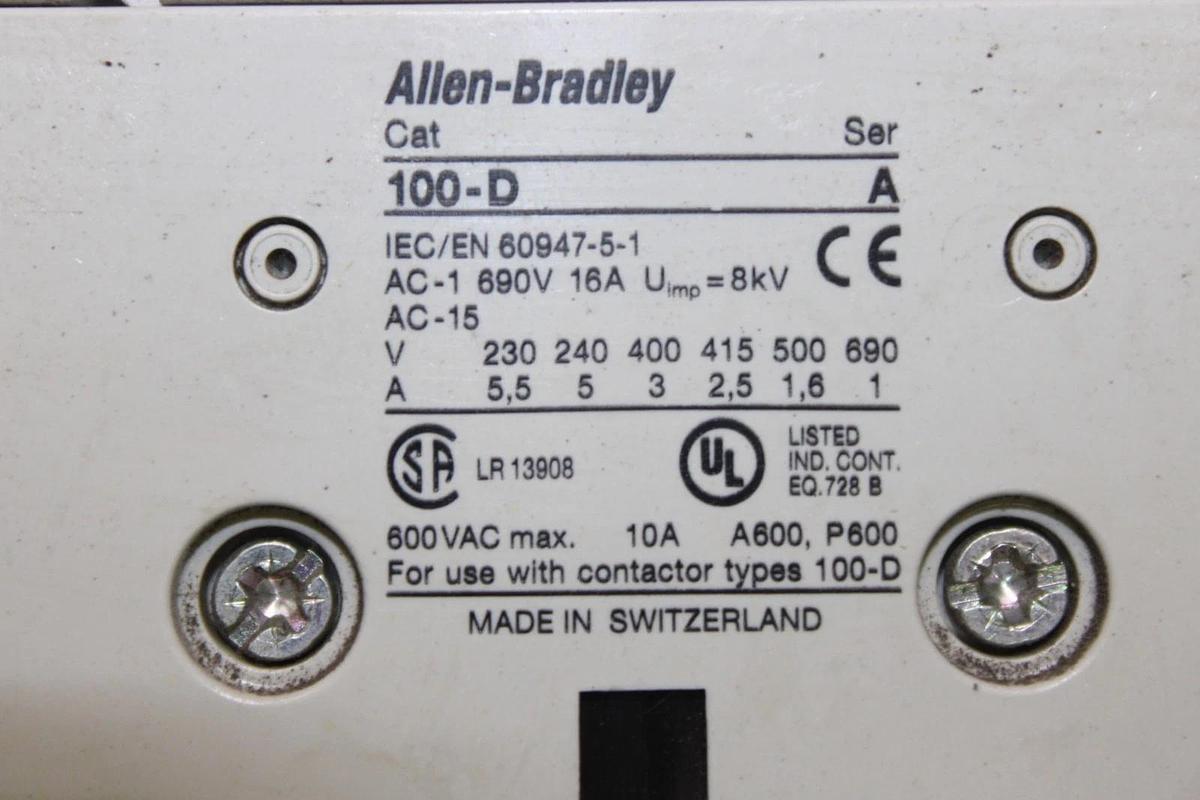 Allen-Bradley
Cat Ser
100-D A
IEC/EN 60947-5-1 CE
AC-1 690V 16A Uimp=8kV
AC-15
V 230 240 400 415 500 690
A 5,5 5 3 2,5 1,6 1
SA LR 13908 UL LISTED
IND. CONT.
EQ.728 B
600VAC max. 10A A600, P600
For use with contactor types 100-D
MADE IN SWITZERLAND